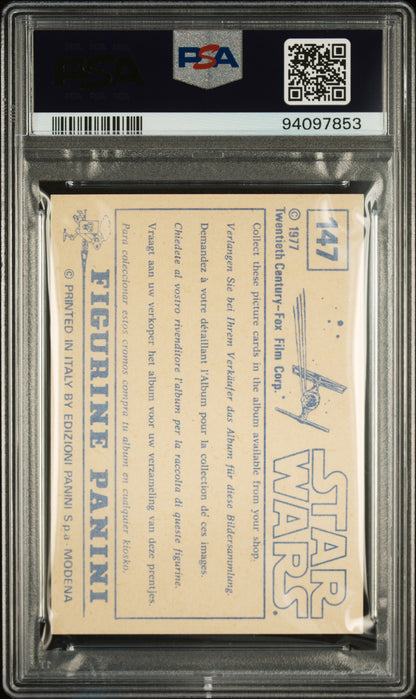 PSA
PSA
94097853
147
© 1977
Twentieth Century-Fox Film Corp.
STAR
WARS.
Collect these picture cards in the album available from your shop.
Verlangen Sie bei Ihrem Verkäufer das Album für diese Bildersammlung.
Demandez à votre détaillant l'Album pour la collection de ces images.
Chiedete al vostro rivenditore l'album per la raccolta di queste figurine.
Vraagt aan uw verkoper het album voor uw verzameling van deze prentjes.
Para coleccionar estos cromos compra tu album en cualquier kiosko.
FIGURINE PANINI
© PRINTED IN ITALY BY EDIZIONI PANINI S.p.a - MODENA